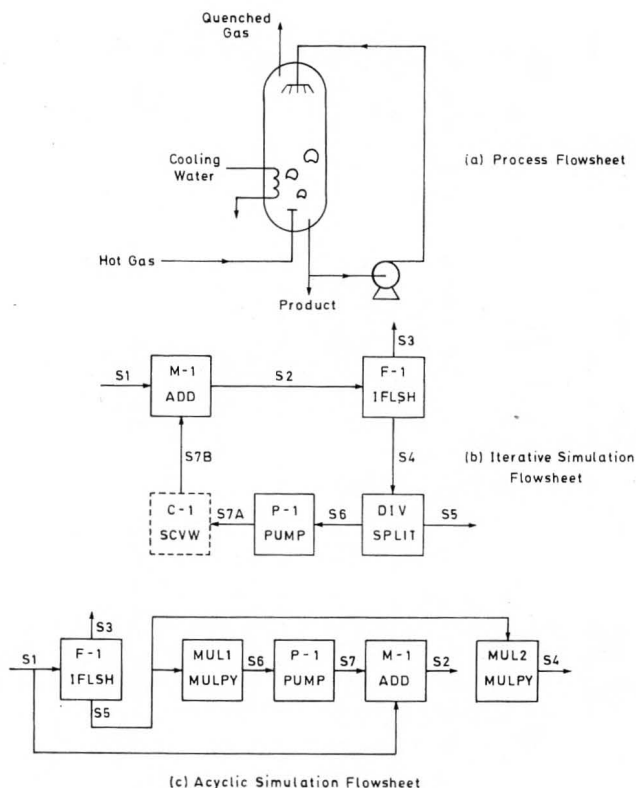 Quenched
Gas
Cooling
Water
(a) Process Flowsheet
Hot Gas
Product
S3
S1
M-1
ADD
S2
F-1
IFLSH
S7B
S4
(b) Iterative Simulation
Flowsheet
C-1
SCVW
S7A
P-1
PUMP
S6
DIV
SPLIT
S5
S3
S1
F-1
IFLSH
S5
MUL1
MULPY
S6
P-1
PUMP
S7
M-1
ADD
S2
MUL2
MULPY
S4
(c) Acyclic Simulation Flowsheet